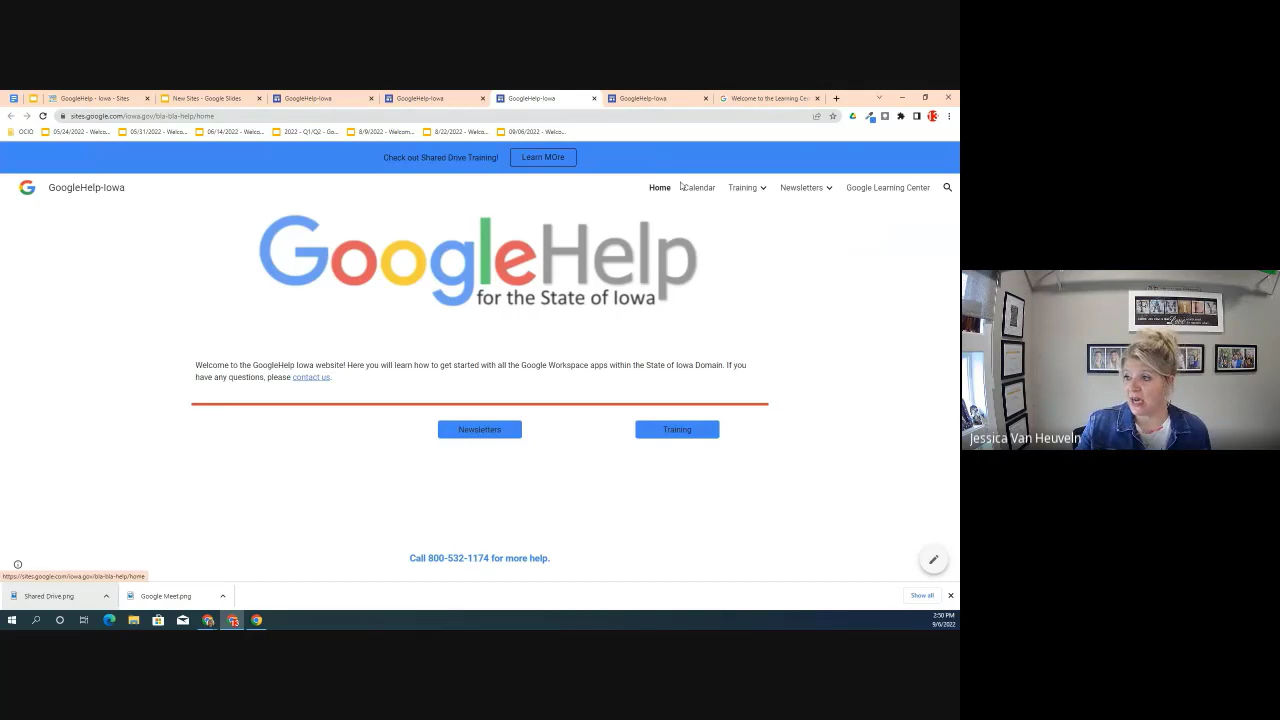 GoogleHelp - Iowa - Sites
New Sites - Google Slides
GoogleHelp-Iowa
GoogleHelp-Iowa
GoogleHelp-Iowa
GoogleHelp-Iowa
Welcome to the Learning Cen
sites.google.com/iowa.gov/bla-bla-help/home
OCIO
05/24/2022 - Welco...
05/31/2022 - Welco...
06/14/2022 - Welco...
2022 - Q1/Q2 - Go...
8/9/2022 - Welcom...
8/22/2022 - Welco...
09/06/2022 - Welco...
Check out Shared Drive Training!
Learn MOre
GoogleHelp-Iowa
Home
Calendar
Training
Newsletters
Google Learning Center
GoogleHelp
for the State of Iowa
Welcome to the GoogleHelp Iowa website! Here you will learn how to get started with all the Google Workspace apps within the State of Iowa Domain. If you
have any questions, please contact us.
Newsletters
Training
Call 800-532-1174 for more help.
https://sites.google.com/iowa.gov/bla-bla-help/home
Shared Drive.png
Google Meet.png
Show all
2:50 PM
9/6/2022
FAMILY
Jessica Van Heuveln